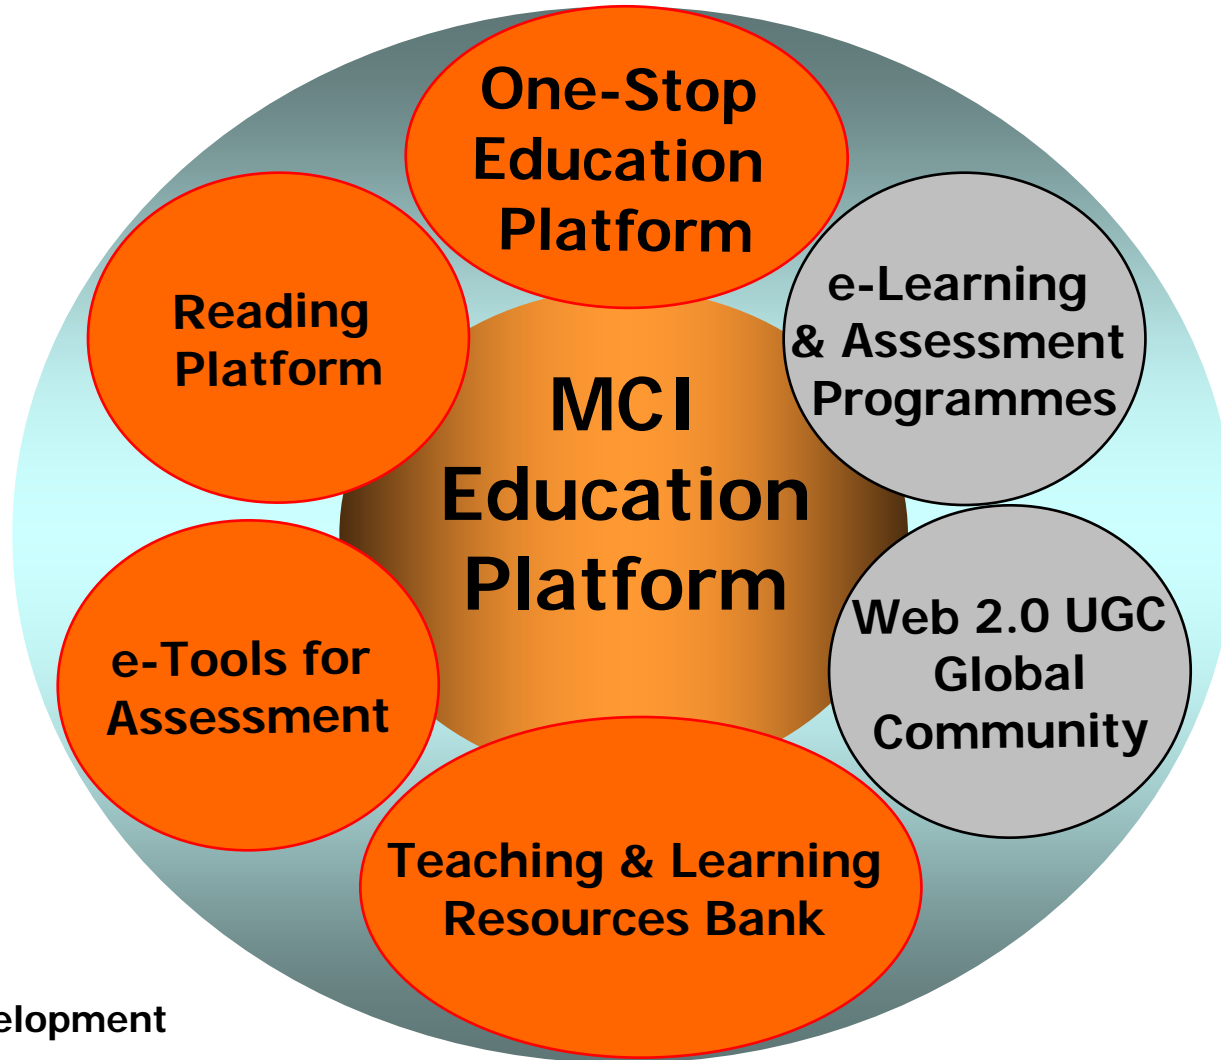 One-Stop
Education
Platform
Reading
Platform
e-Learning
& Assessment
Programmes
MCI
Education
Platform
e-Tools for
Assessment
Web 2.0 UGC
Global
Community
Teaching & Learning
Resources Bank
elopment